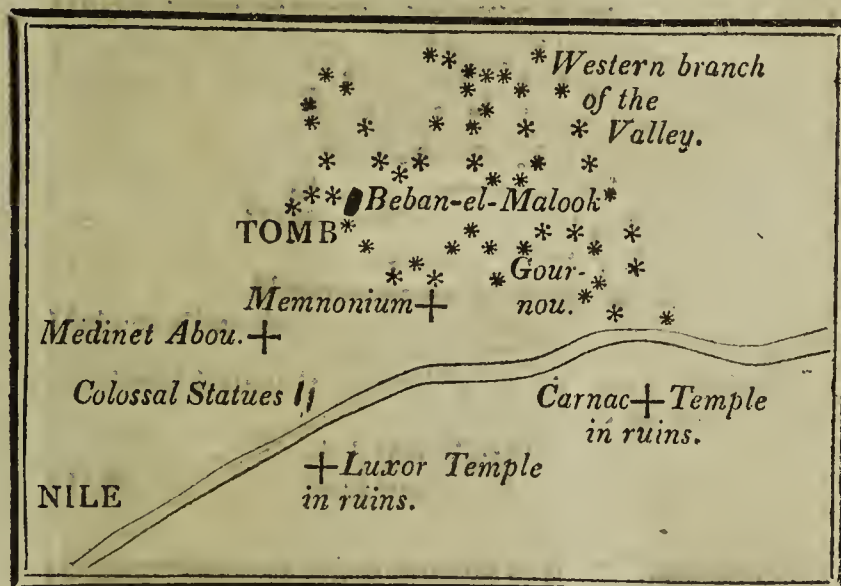 Western branch
of the
Valley.
Beban-el-Malook
TOMB
Gour-
nou.
Memnonium
Medinet Abou.
Colossal Statues
Carnac Temple
in ruins.
Luxor Temple
in ruins.
NILE